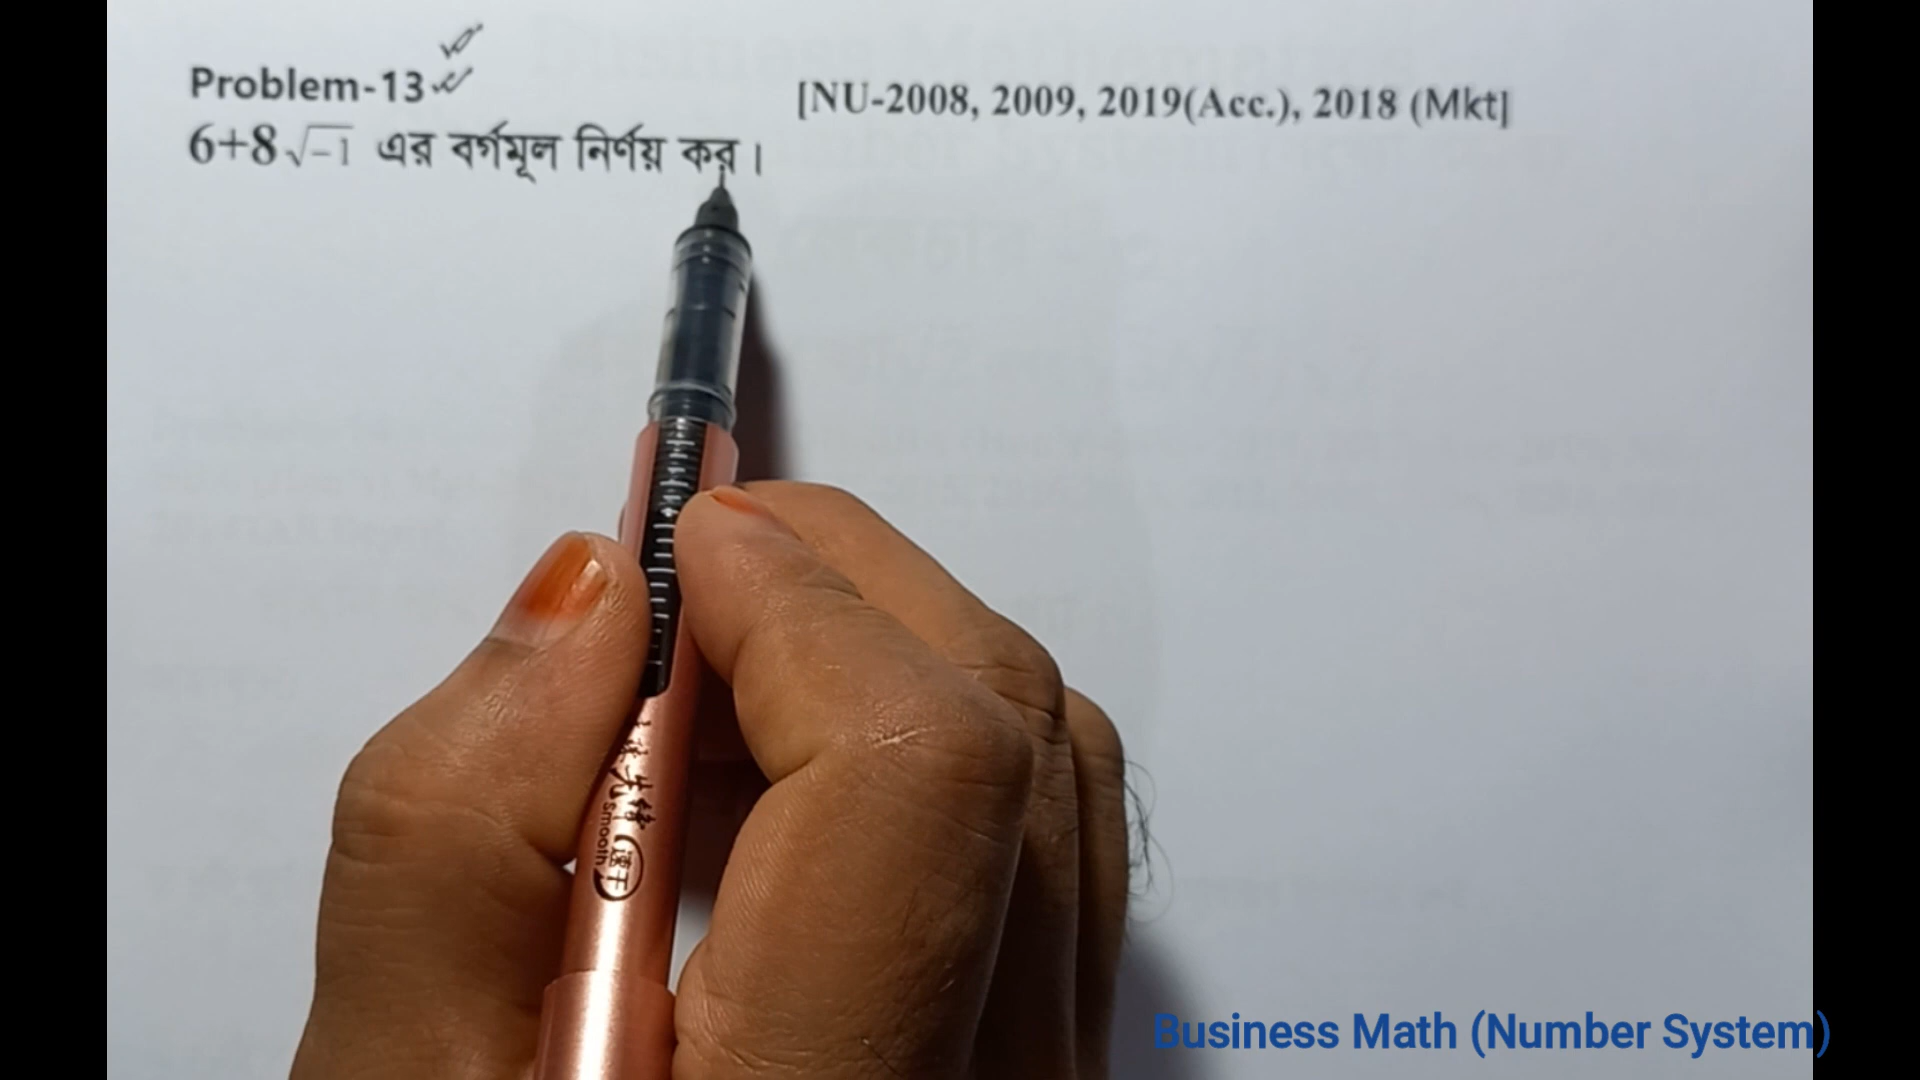 Problem-13
[NU-2008, 2009, 2019(Acc.), 2018 (Mkt]
6+8√-1 এর বর্গমূল নির্ণয় কর।
Smooth
Business Math (Number System)